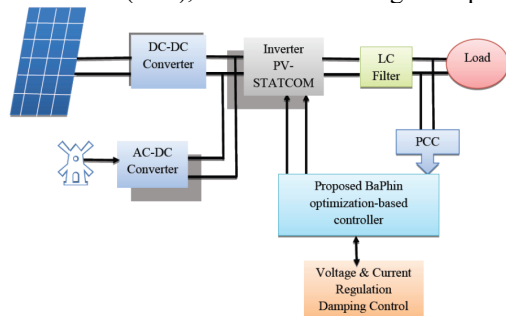 DC-DC
Converter
Inverter
PV-
STATCOM
LC
Filter
Load
AC-DC
Converter
PCC
Proposed BaPhin
optimization-based
controller
Voltage & Current
Regulation
Damping Control